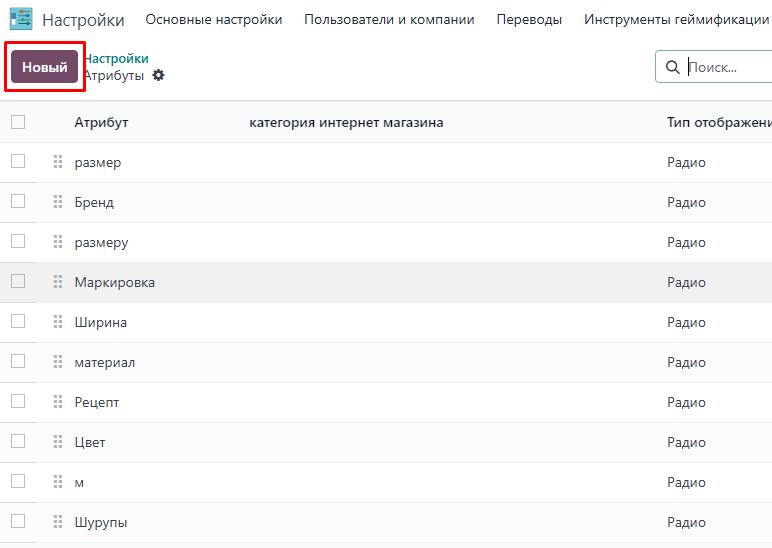 Настройки Основные настройки Пользователи и компании Переводы Инструменты геймификации
Новый
Настройки
Атрибуты
Поиск...
Атрибут категория интернет магазина Тип отображени
размер Радио
Бренд Радио
размеру Радио
Маркировка Радио
Ширина Радио
материал Радио
Рецепт Радио
Цвет Радио
м Радио
Шурупы Радио